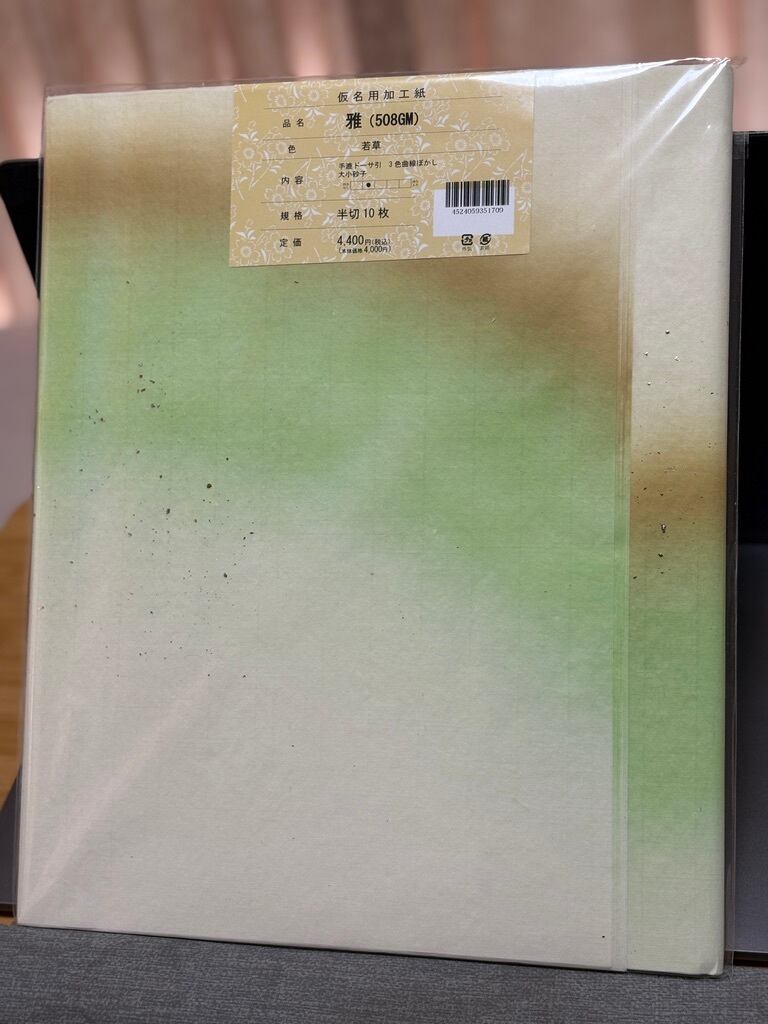 仮名用加工紙
品名 雅(508GM)
色 若草
内容 手漉ドーサ引 3色曲線ぼかし
大小砂子
規格 半切10枚
定価 4,400円(税込)
(本体価格 4,000円)
4524059351709